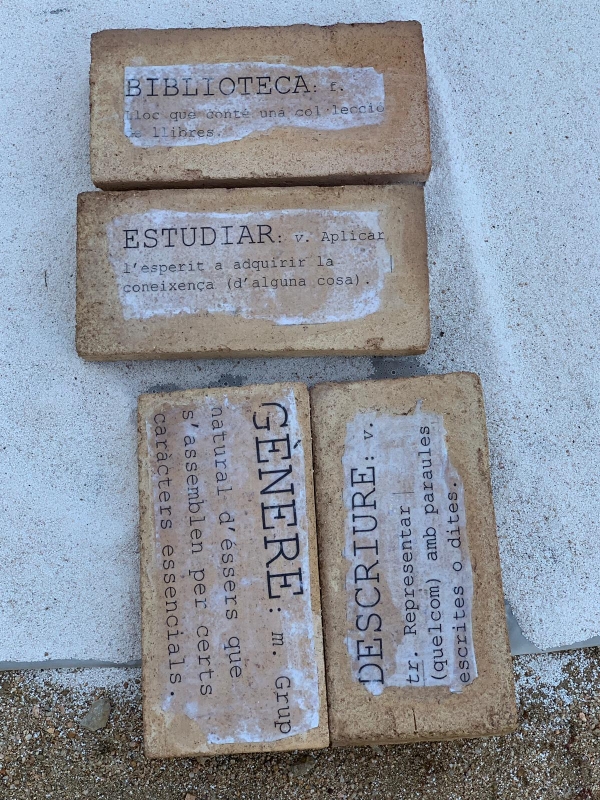 BIBLIOTECA: f.
Lloc que conté una col·lecció
de llibres.
ESTUDIAR: v. Aplicar
l'esperit a adquirir la
coneixença (d'alguna cosa).
GÈNERE: m. Grup
natural d'éssers que
s'assemblen per certs
caràcters essencials.
DESCRIURE: v.
tr. Representar
(quelcom) amb paraules
escrites o dites.